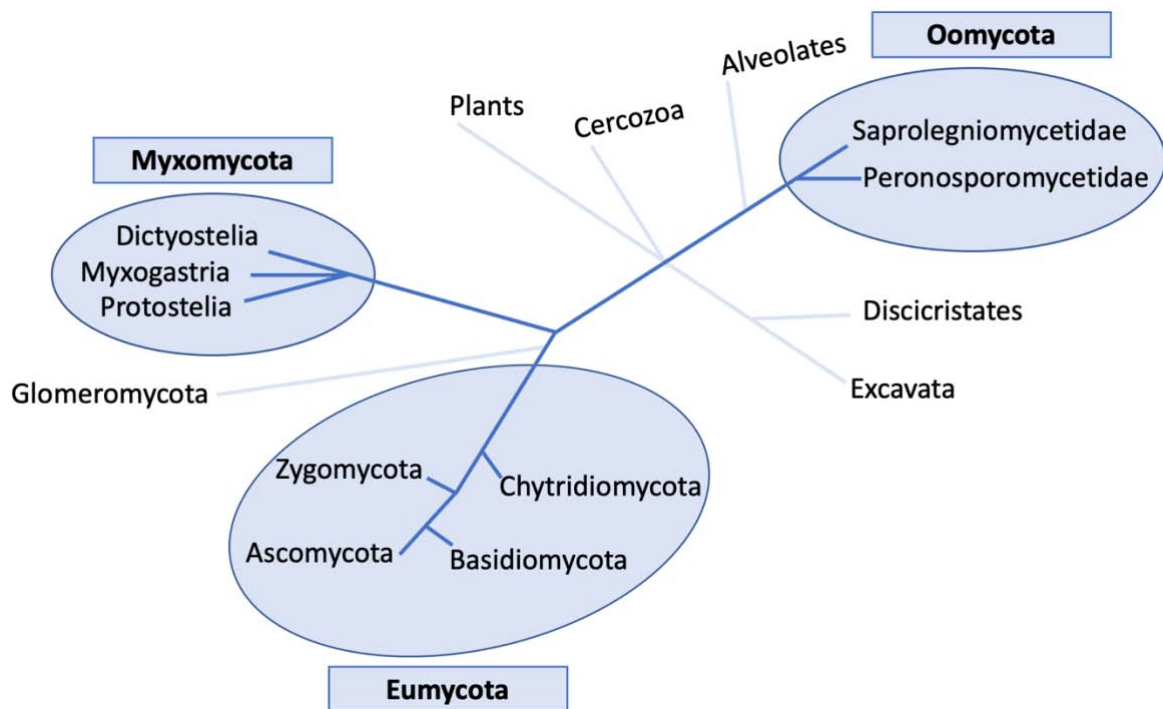 Oomycota
Alveolates
Plants
Cercozoa
Saprolegniomycetidae
Peronosporomycetidae
Myxomycota
Dictyostelia
Myxogastria
Protostelia
Discicristates
Glomeromycota
Excavata
Zygomycota
Chytridiomycota
Ascomycota
Basidiomycota
Eumycota